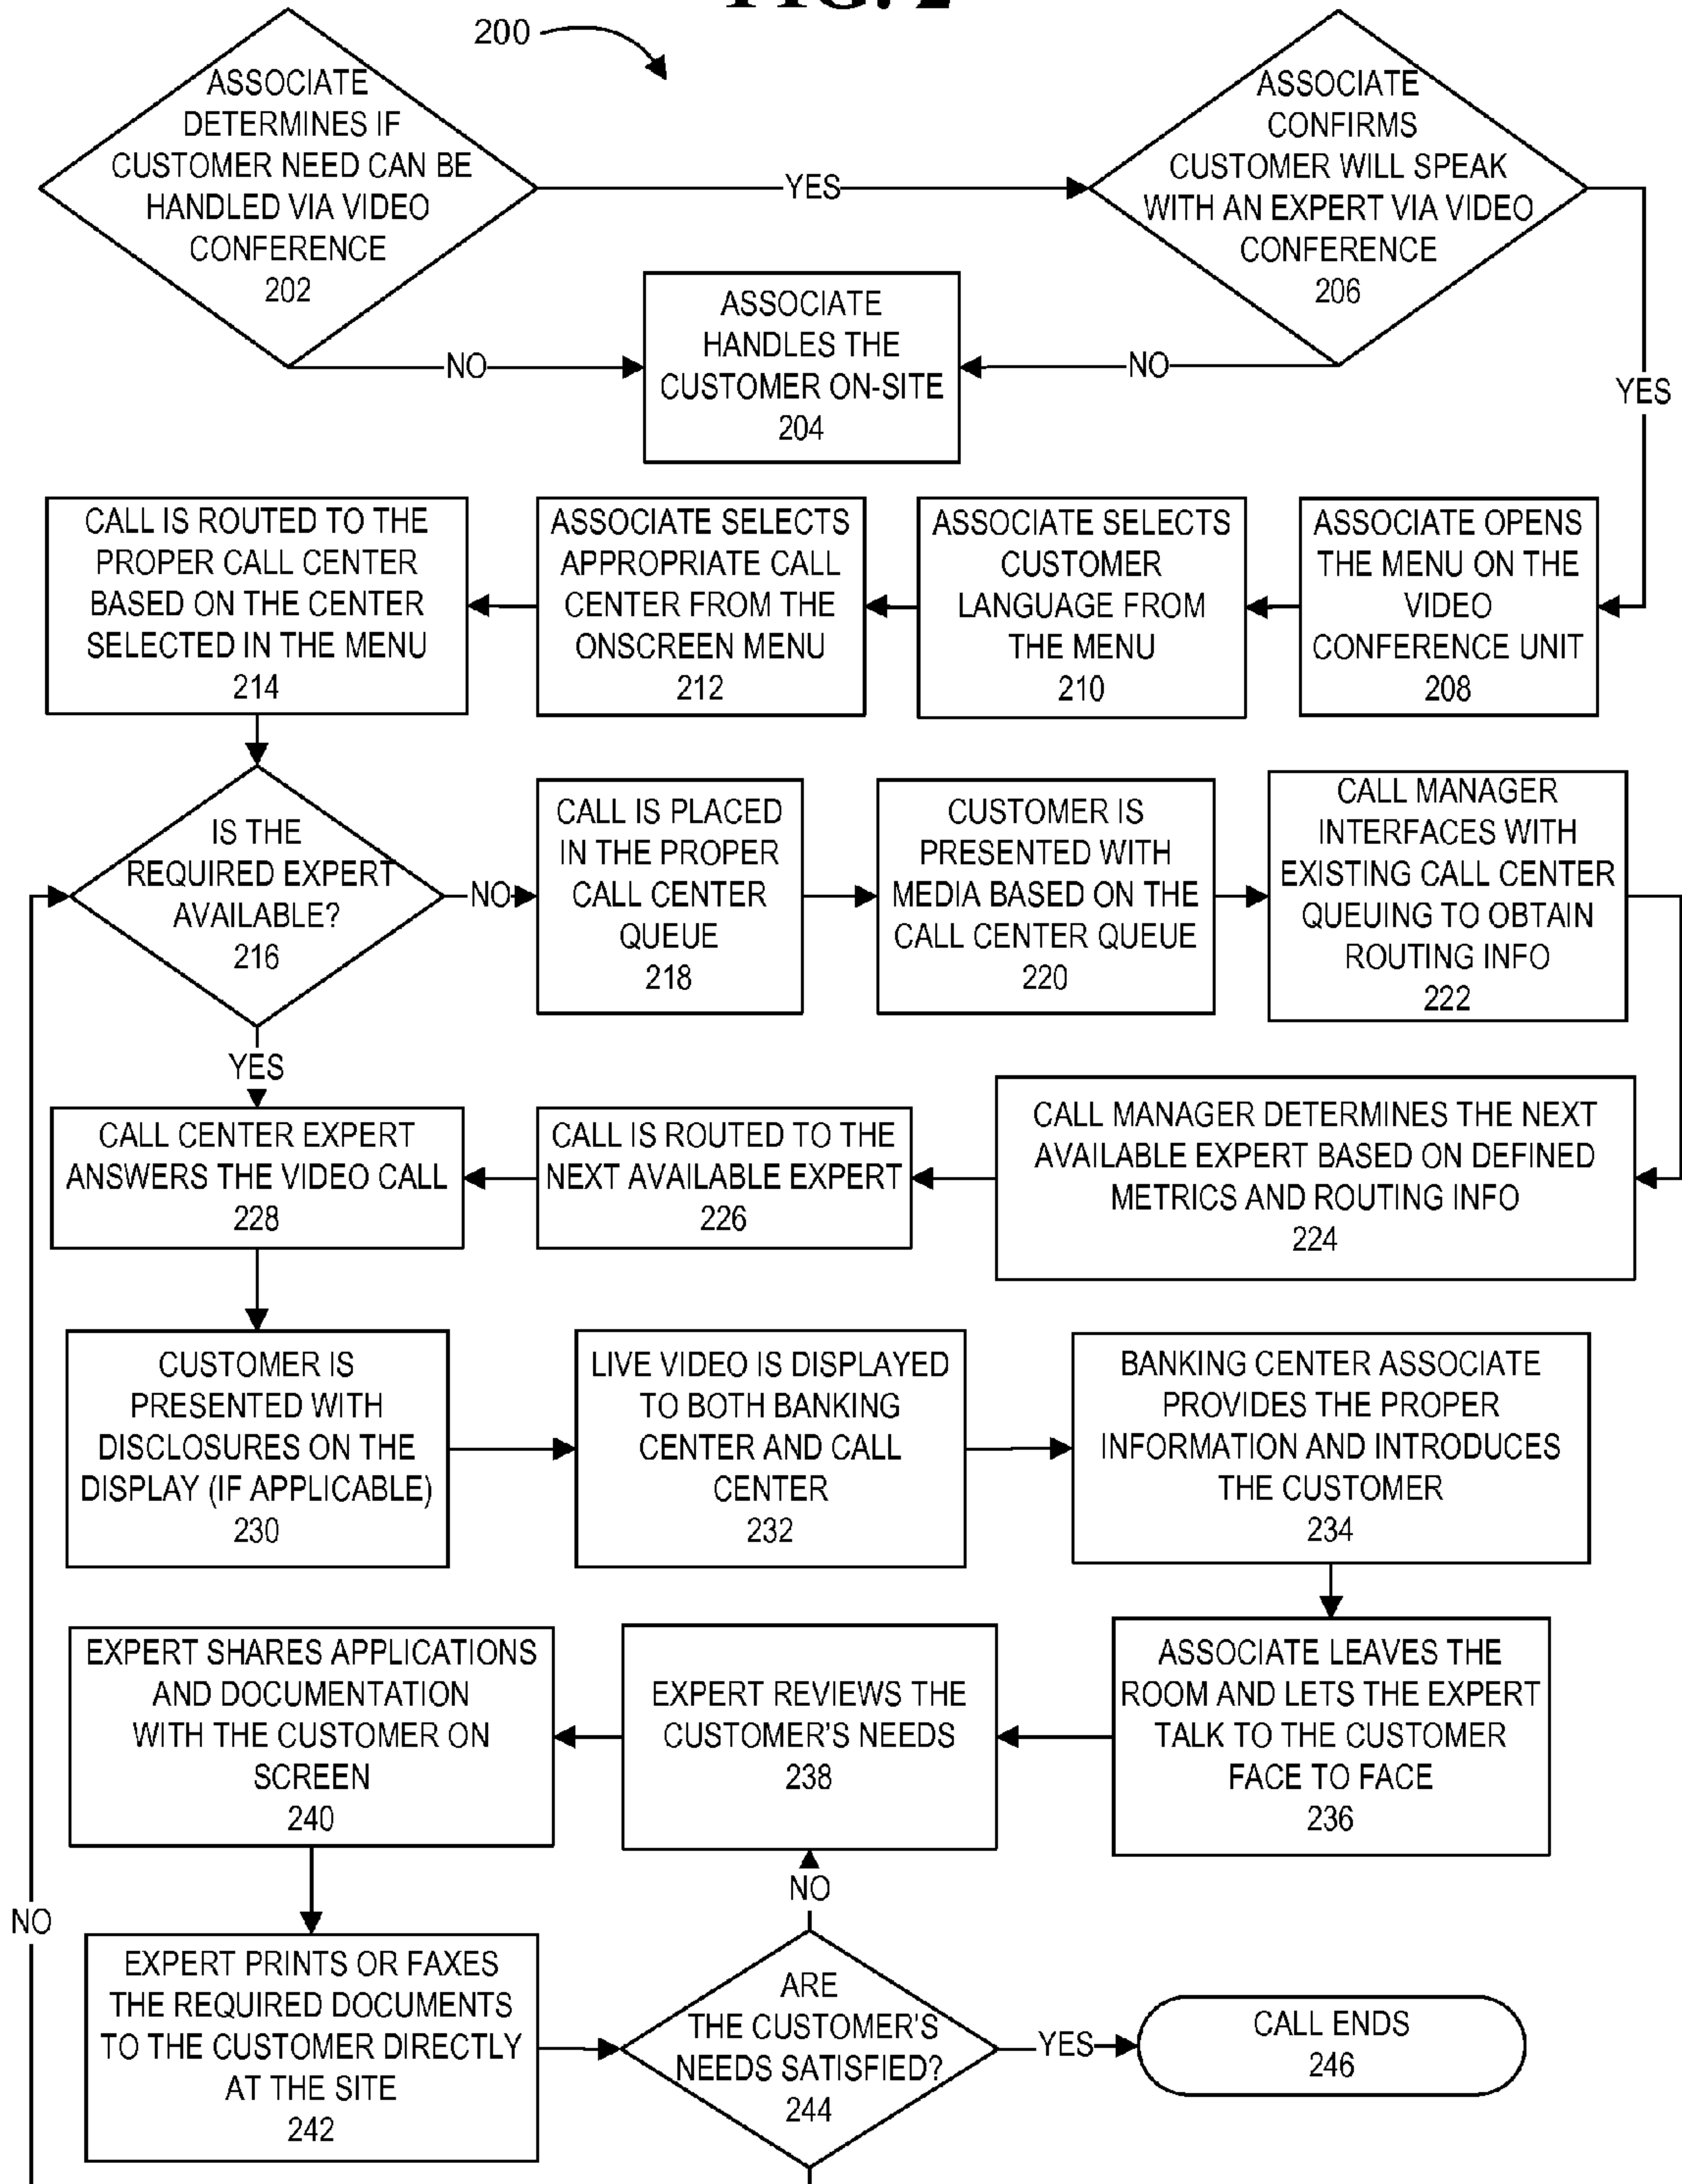 FIG. 2
200
ASSOCIATE
DETERMINES IF
CUSTOMER NEED CAN BE
HANDLED VIA VIDEO
CONFERENCE
202
YES
ASSOCIATE
CONFIRMS
CUSTOMER WILL SPEAK
WITH AN EXPERT VIA VIDEO
CONFERENCE
206
NO
ASSOCIATE
HANDLES THE
CUSTOMER ON-SITE
204
NO
YES
CALL IS ROUTED TO THE
PROPER CALL CENTER
BASED ON THE CENTER
SELECTED IN THE MENU
214
ASSOCIATE SELECTS
APPROPRIATE CALL
CENTER FROM THE
ONSCREEN MENU
212
ASSOCIATE SELECTS
CUSTOMER
LANGUAGE FROM
THE MENU
210
ASSOCIATE OPENS
THE MENU ON THE
VIDEO
CONFERENCE UNIT
208
IS THE
REQUIRED EXPERT
AVAILABLE?
216
NO
CALL IS PLACED
IN THE PROPER
CALL CENTER
QUEUE
218
CUSTOMER IS
PRESENTED WITH
MEDIA BASED ON THE
CALL CENTER QUEUE
220
CALL MANAGER
INTERFACES WITH
EXISTING CALL CENTER
QUEUING TO OBTAIN
ROUTING INFO
222
YES
CALL CENTER EXPERT
ANSWERS THE VIDEO CALL
228
CALL IS ROUTED TO THE
NEXT AVAILABLE EXPERT
226
CALL MANAGER DETERMINES THE NEXT
AVAILABLE EXPERT BASED ON DEFINED
METRICS AND ROUTING INFO
224
CUSTOMER IS
PRESENTED WITH
DISCLOSURES ON THE
DISPLAY (IF APPLICABLE)
230
LIVE VIDEO IS DISPLAYED
TO BOTH BANKING
CENTER AND CALL
CENTER
232
BANKING CENTER ASSOCIATE
PROVIDES THE PROPER
INFORMATION AND INTRODUCES
THE CUSTOMER
234
EXPERT SHARES APPLICATIONS
AND DOCUMENTATION
WITH THE CUSTOMER ON
SCREEN
240
EXPERT REVIEWS THE
CUSTOMER'S NEEDS
238
ASSOCIATE LEAVES THE
ROOM AND LETS THE EXPERT
TALK TO THE CUSTOMER
FACE TO FACE
236
NO
NO
EXPERT PRINTS OR FAXES
THE REQUIRED DOCUMENTS
TO THE CUSTOMER DIRECTLY
AT THE SITE
242
ARE
THE CUSTOMER'S
NEEDS SATISFIED?
244
YES
CALL ENDS
246